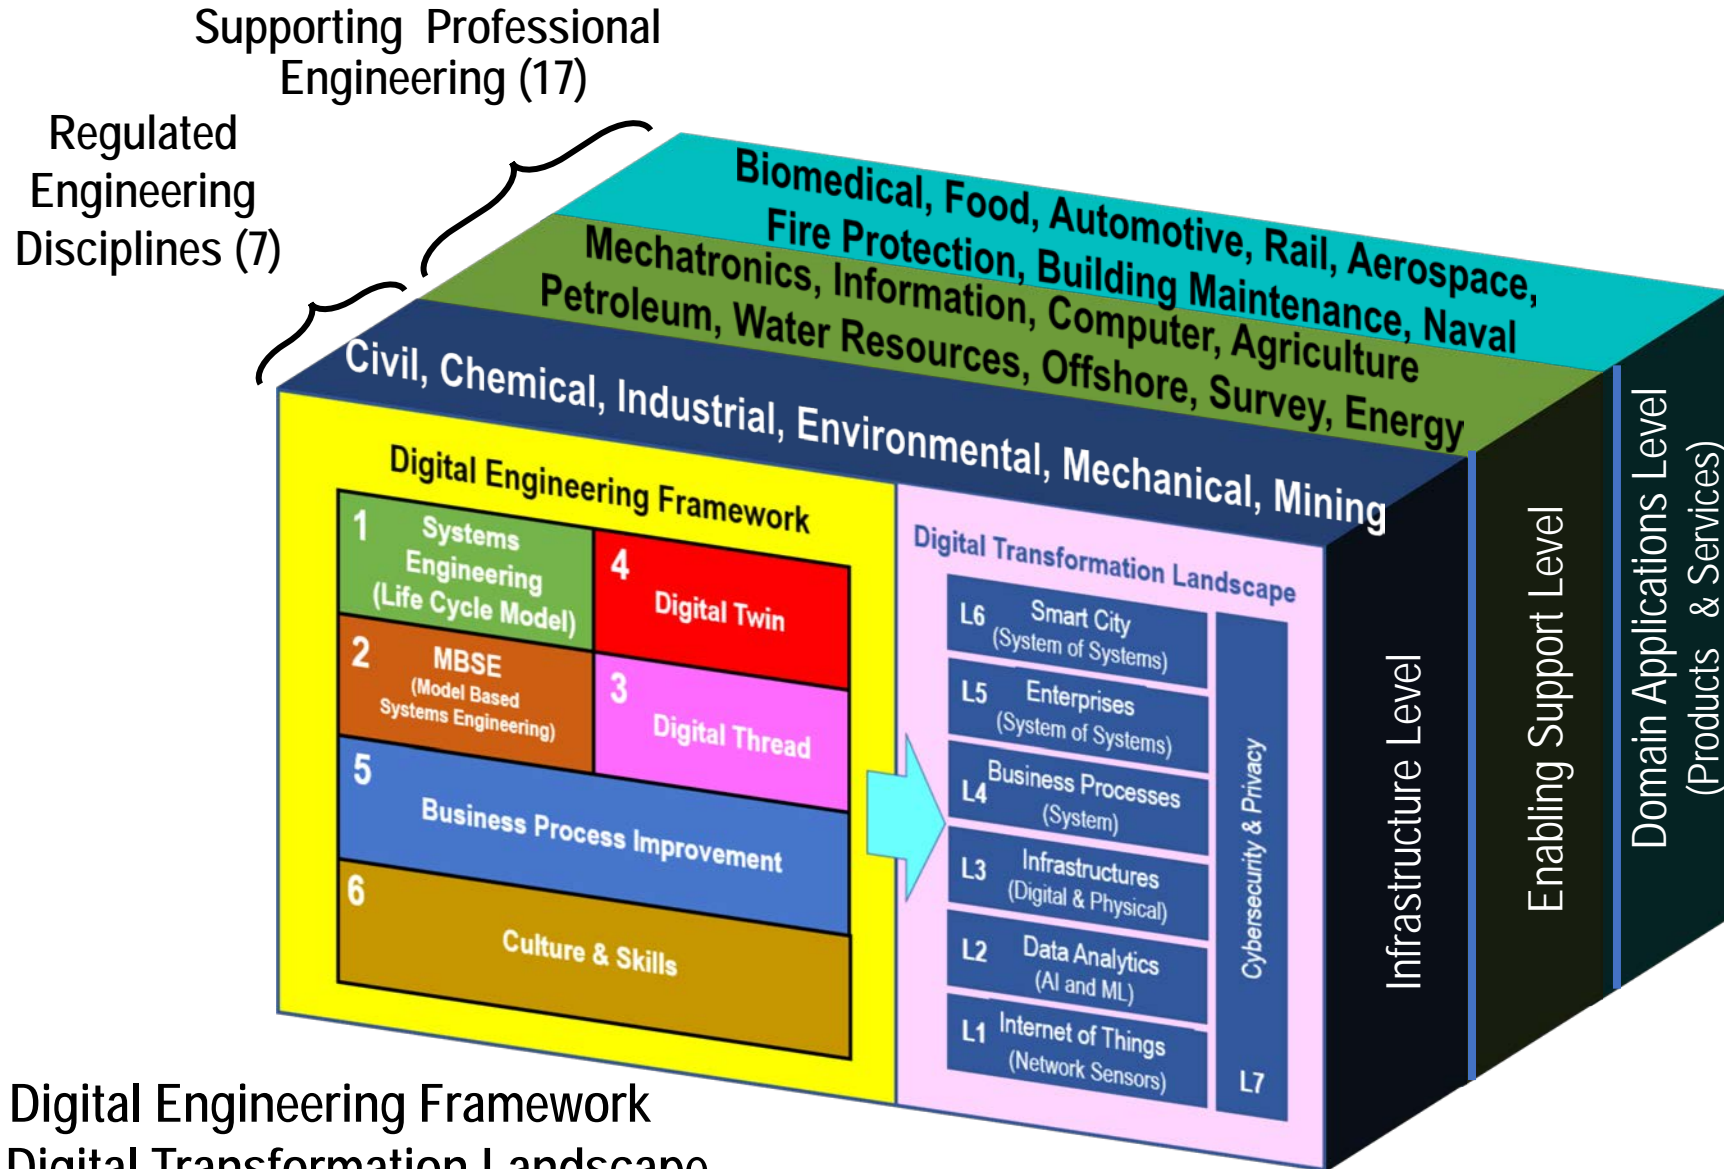 Supporting Professional
Engineering (17)
Regulated
Engineering
Disciplines (7)
Biomedical, Food, Automotive, Rail, Aerospace,
Fire Protection, Building Maintenance, Naval
Mechatronics, Information, Computer, Agriculture
Petroleum, Water Resources, Offshore, Survey, Energy
Civil, Chemical, Industrial, Environmental, Mechanical, Mining
Digital Engineering Framework
1 Systems
Engineering
(Life Cycle Model)
4
Digital Twin
2 MBSE
(Model Based
Systems Engineering)
3
Digital Thread
5
Business Process Improvement
6
Culture & Skills
Digital Transformation Landscape
L6 Smart City
(System of Systems)
L5 Enterprises
(System of Systems)
L4 Business Processes
(System)
L3 Infrastructures
(Digital & Physical)
L2 Data Analytics
(AI and ML)
L1 Internet of Things
(Network Sensors)
Cybersecurity & Privacy
L7
Infrastructure Level
Enabling Support Level
Domain Applications Level
(Products & Services)
Digital Engineering Framework
Digital Transformation Landscape